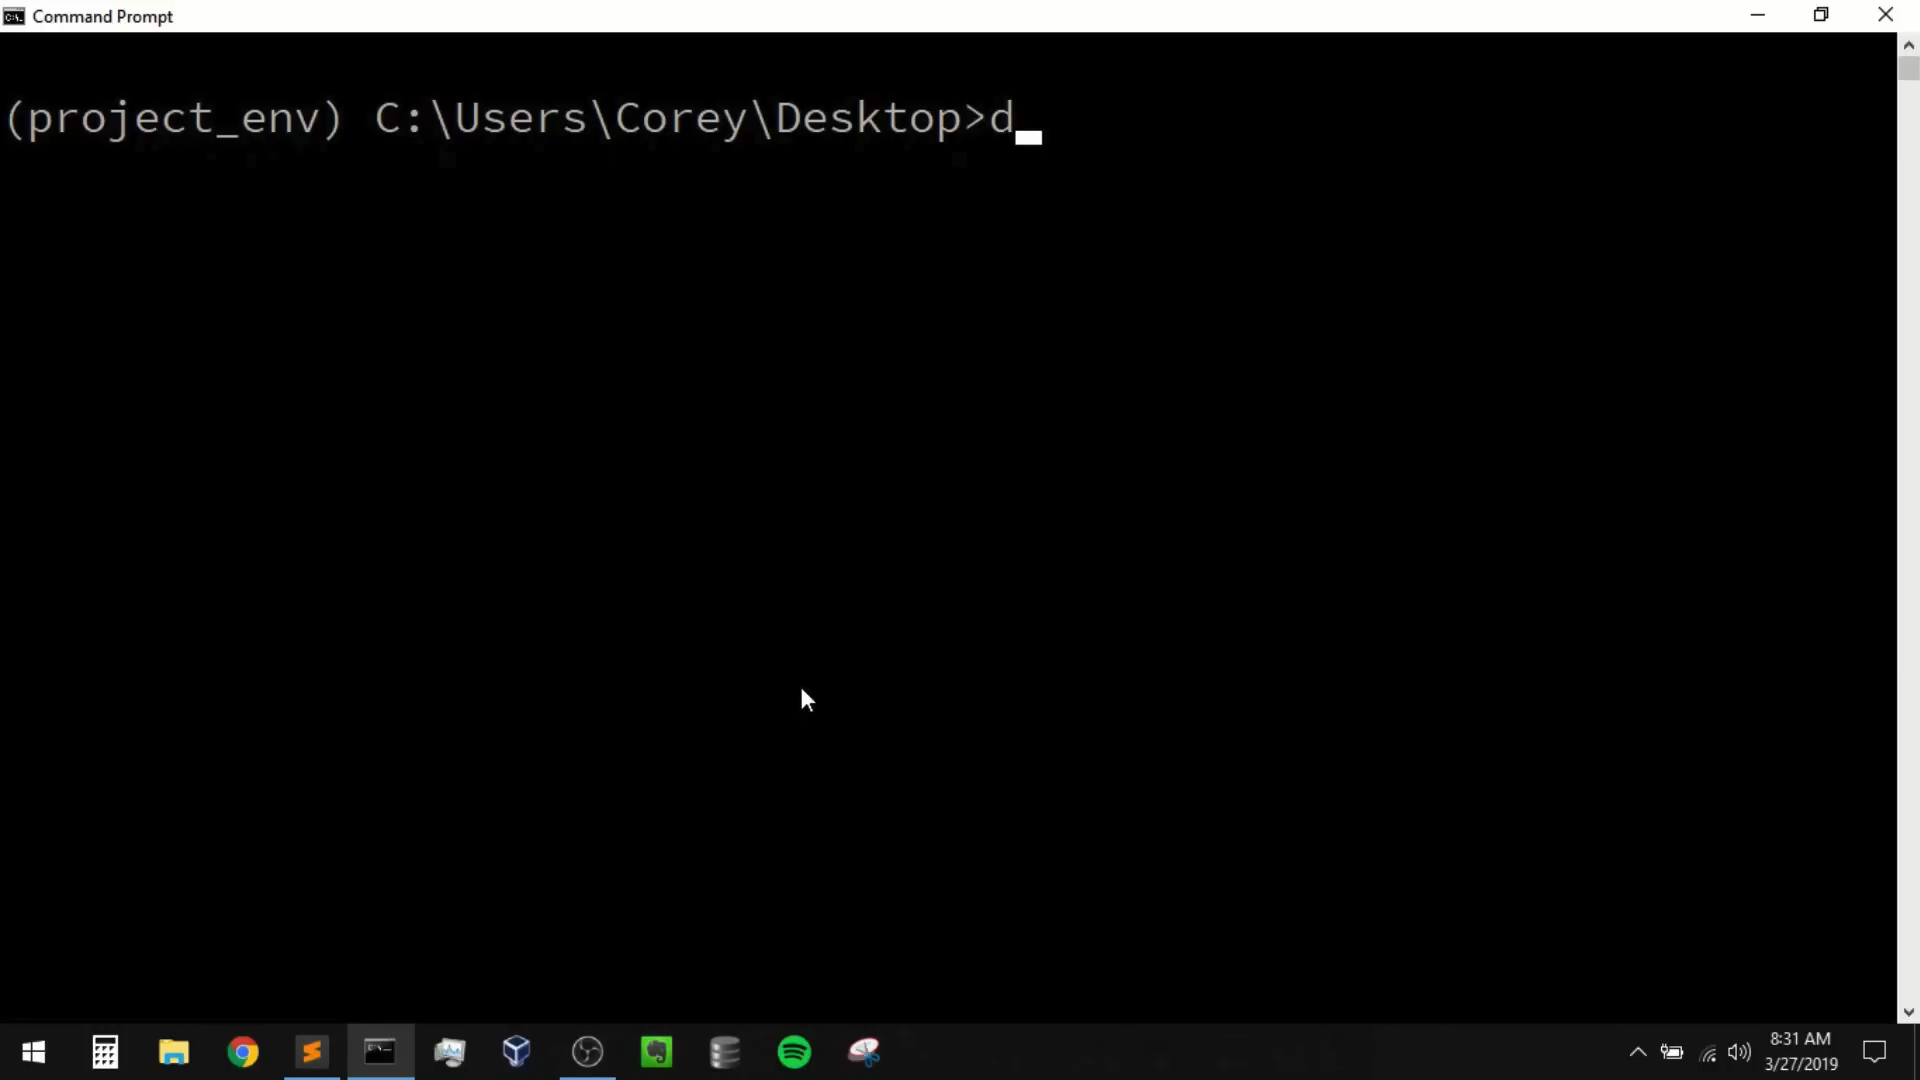 Command Prompt
(project_env) C:\Users\Corey\Desktop>d
8:31 AM
3/27/2019